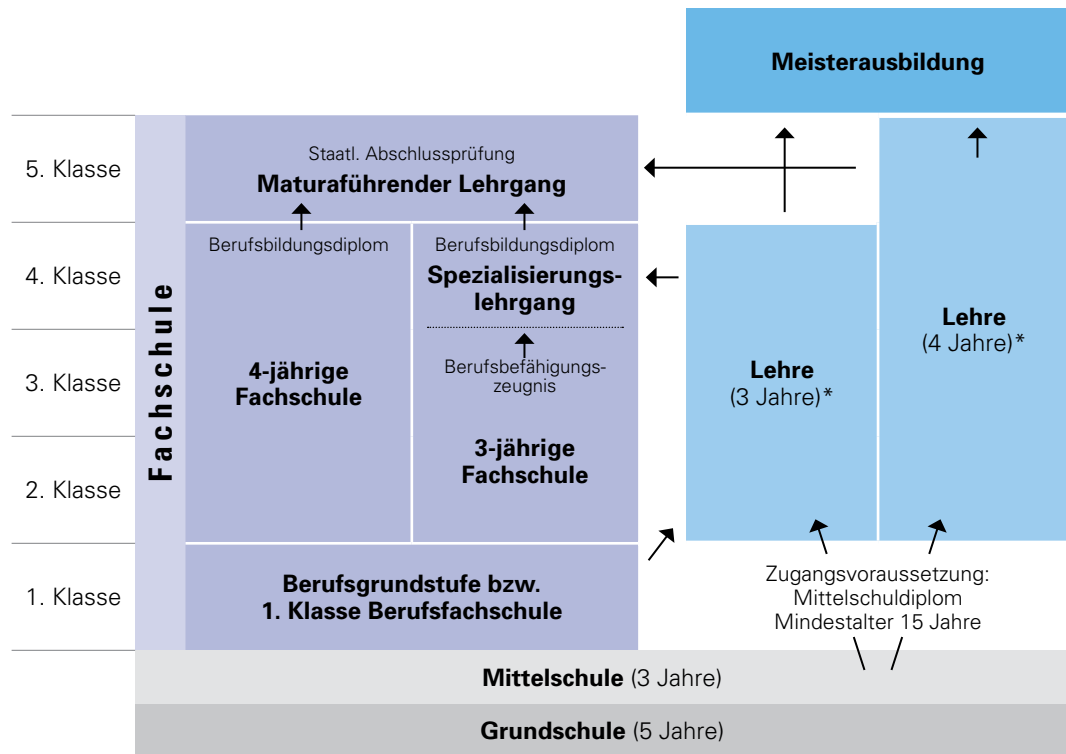 Meisterausbildung
5. Klasse
4. Klasse
3. Klasse
2. Klasse
1. Klasse
Fachschule
Staatl. Abschlussprüfung
Maturaführender Lehrgang
Berufsbildungsdiplom
4-jährige
Fachschule
Berufsbildungsdiplom
Spezialisierungs-
lehrgang
Berufsbefähigungs-
zeugnis
3-jährige
Fachschule
Lehre
(3 Jahre)*
Lehre
(4 Jahre)*
Berufsgrundstufe bzw.
1. Klasse Berufsfachschule
Zugangsvoraussetzung:
Mittelschuldiplom
Mindestalter 15 Jahre
Mittelschule (3 Jahre)
Grundschule (5 Jahre)